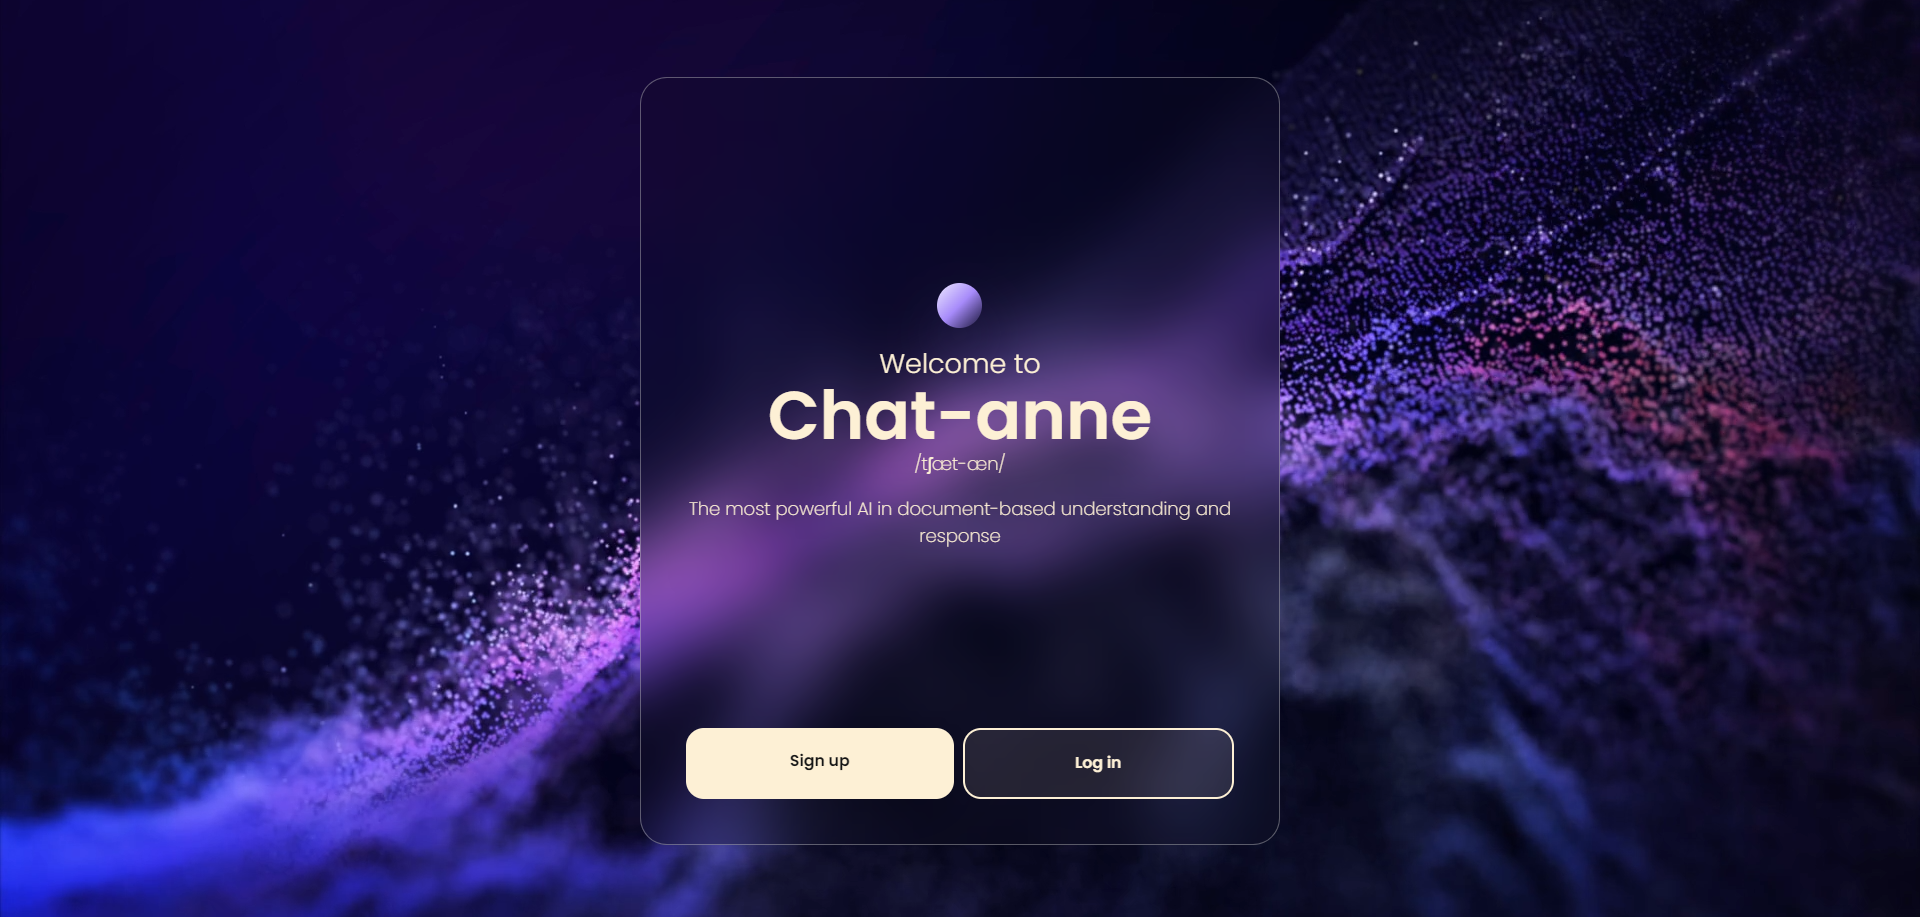 Welcome to
Chat-anne
/tʃæt-æn/
The most powerful AI in document-based understanding and
response
Sign up
Log in